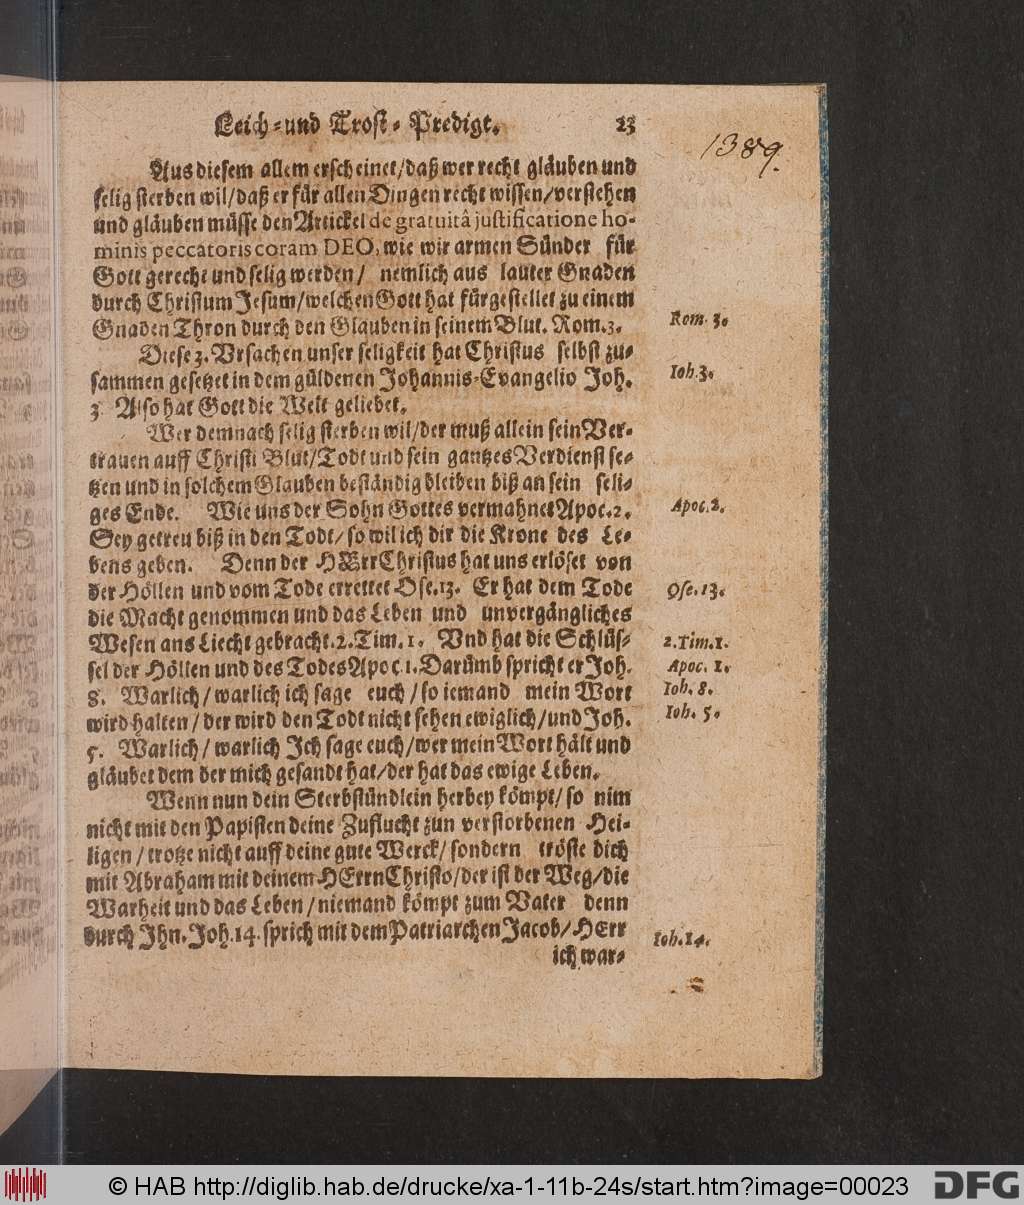 Leich-und Trost-Predigt. 23
1389.
Aus diesem allem erscheinet/daß wer recht gläuben und
selig sterben wil/daß er für allen Dingen recht wissen/verstehen
und gläuben müsse den Artickel de gratuitâ justificatione ho-
minis peccatoris coram DEO, wie wir armen Sünder für
Gott gerecht und selig werden/ nemlich aus lauter Gnaden
durch Christum Jesum/welchen Gott hat fürgestellet zu einem
Gnaden Thron durch den Glauben in seinem Blut. Rom.3.
Rom. 3.
Diese 3. Vrsachen unser seligkeit hat Christus selbst zu-
sammen gesetzet in dem güldenen Johannis-Evangelio Joh.
Ioh.3.
3 Also hat Gott die Welt geliebet.
Wer demnach selig sterben wil/der muß allein sein Ver-
trauen auff Christi Blut/Todt und sein gantzes Verdienst se-
tzen und in solchem Glauben beständig bleiben biß an sein seli-
ges Ende. Wie uns der Sohn Gottes vermahnet Apoc.2.
Apoc.2.
Sey getreu biß in den Todt/so wil ich dir die Krone des Le-
bens geben. Denn der HErr Christus hat uns erlöset von
der Höllen und vom Tode errettet Ose.13. Er hat dem Tode
Ose.13.
die Macht genommen und das Leben und unvergängliches
Wesen ans Liecht gebracht.2.Tim.1. Vnd hat die Schlüs-
2.Tim.1.
sel der Höllen und des Todes Apoc.1. Darümb spricht er Joh.
Apoc. 1.
8. Warlich/warlich ich sage euch/so iemand mein Wort
Ioh. 8.
wird halten/der wird den Todt nicht sehen ewiglich/und Joh.
Ioh. 5.
5. Warlich/warlich Ich sage euch/wer mein Wort hält und
gläubet dem der mich gesandt hat/der hat das ewige Leben.
Wenn nun dein Sterbstündlein herbey kömpt/so nim
nicht mit den Papisten deine Zuflucht zun verstorbenen Hei-
ligen/trotze nicht auff deine gute Werck/sondern tröste dich
mit Abraham mit deinem HErrn Christo/der ist der Weg/die
Warheit und das Leben/niemand kömpt zum Vater denn
durch Ihn. Joh.14. sprich mit dem Patriarchen Jacob/HErr
Ioh.14.
ich war-
© HAB http://diglib.hab.de/drucke/xa-1-11b-24s/start.htm?image=00023
DFG